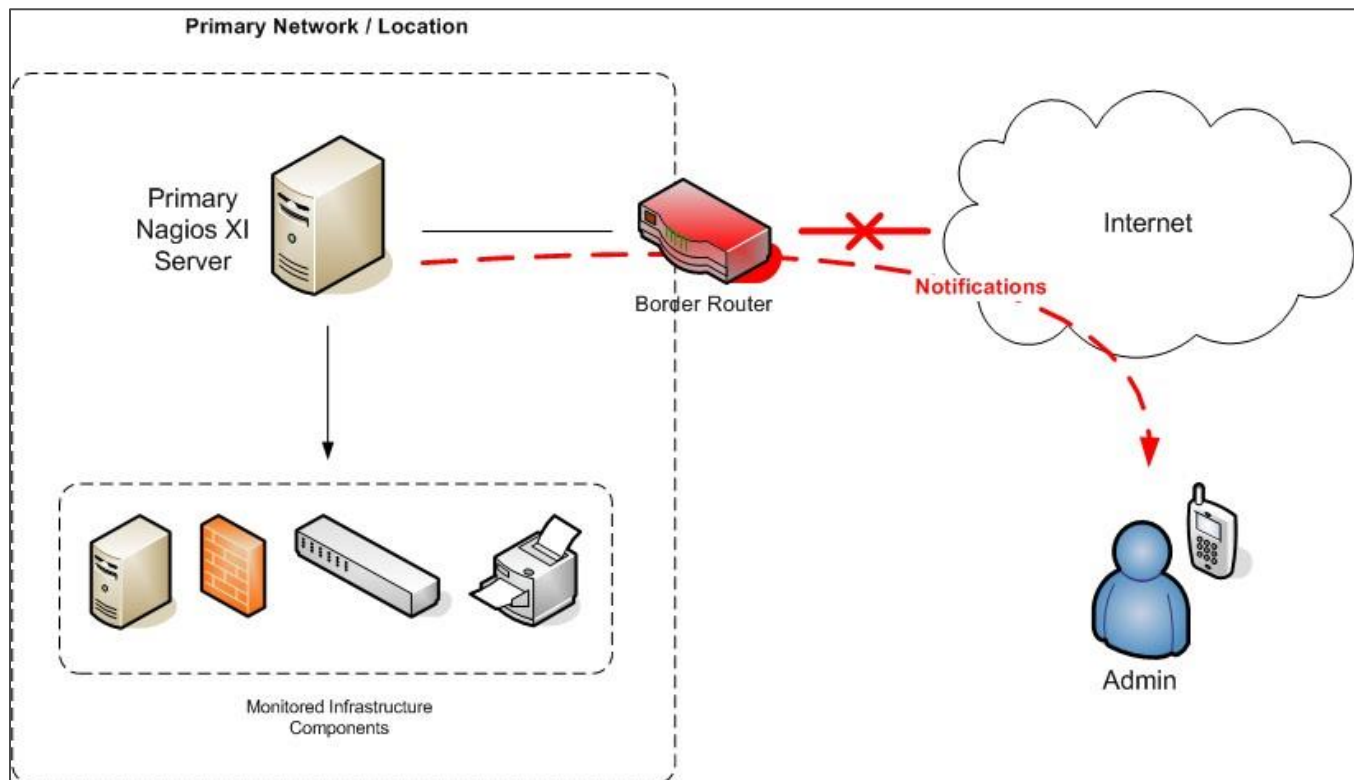 Primary Network / Location
Primary
Nagios XI
Server
Border Router
Internet
Notifications
Admin
Monitored Infrastructure
Components